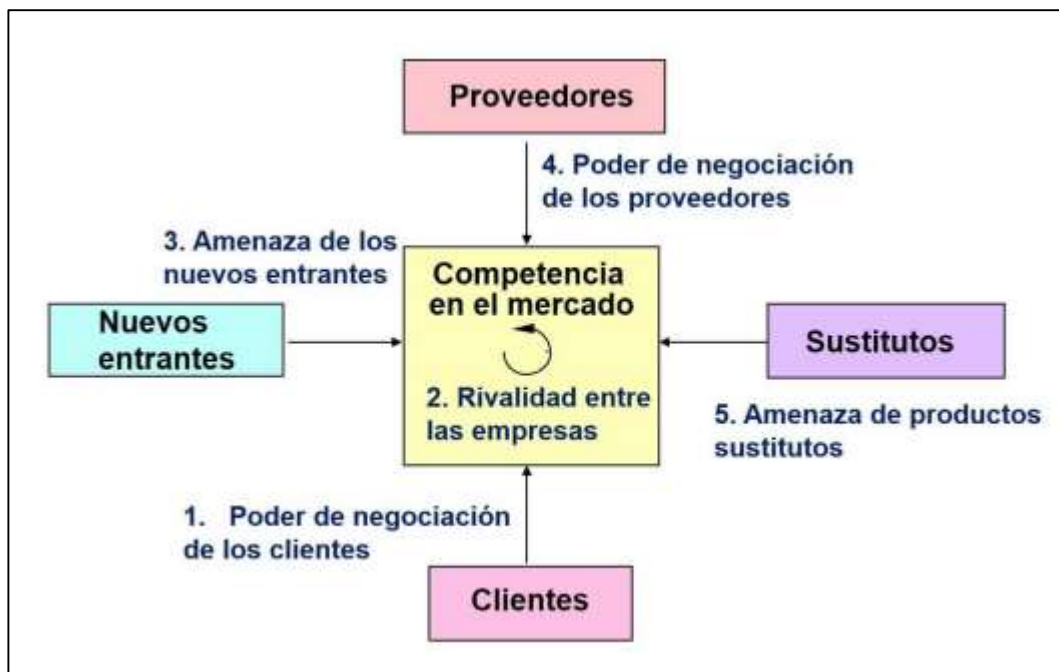 Proveedores
4. Poder de negociación
de los proveedores
3. Amenaza de los
nuevos entrantes
Competencia
en el mercado
Nuevos
entrantes
Sustitutos
2. Rivalidad entre
las empresas
5. Amenaza de productos
sustitutos
1. Poder de negociación
de los clientes
Clientes